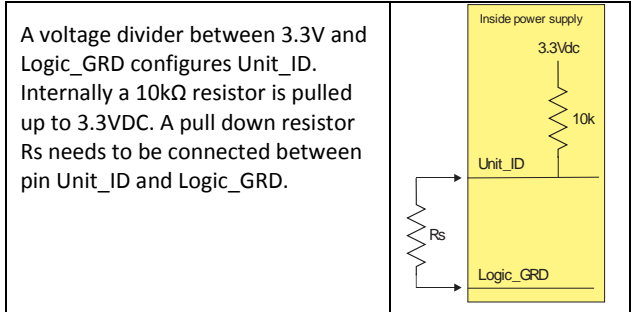 A voltage divider between 3.3V and
Logic_GRD configures Unit_ID.
Internally a 10kΩ resistor is pulled
up to 3.3VDC. A pull down resistor
Rs needs to be connected between
pin Unit_ID and Logic_GRD.
Inside power supply
3.3Vdc
10k
Unit_ID
Rs
Logic_GRD